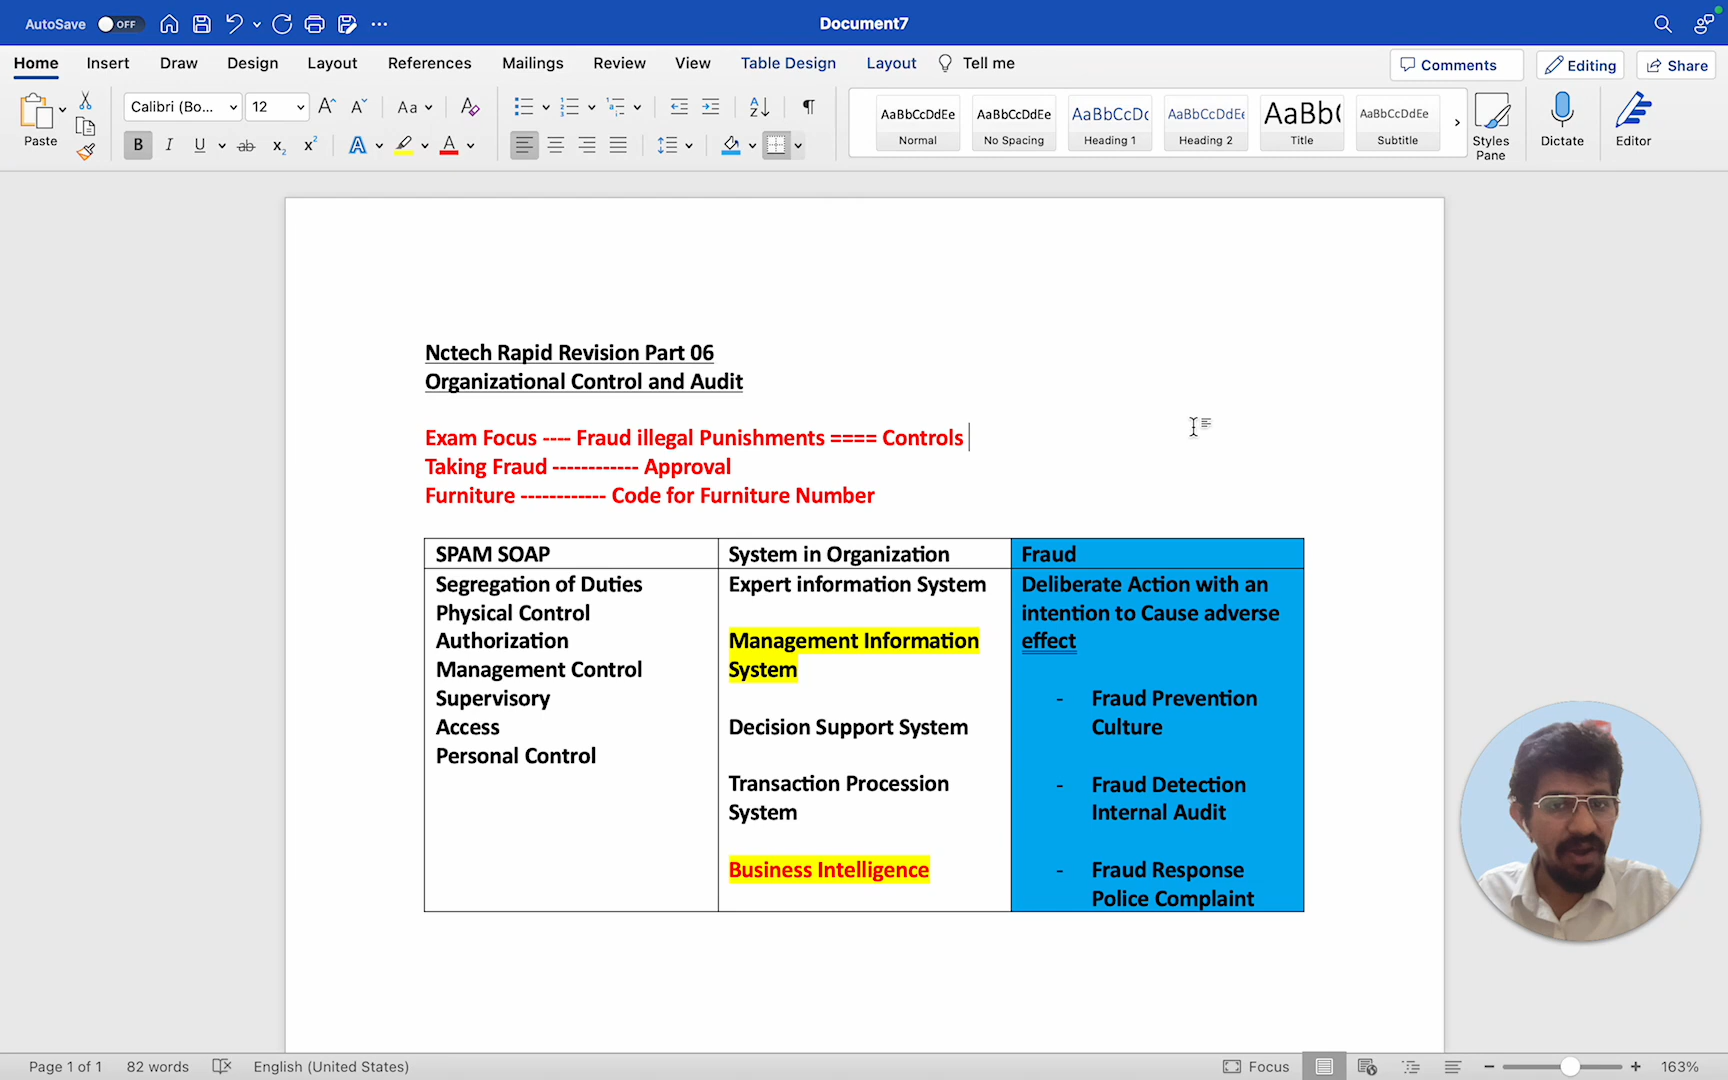 AutoSave OFF
Document7
Home Insert Draw Design Layout References Mailings Review View Table Design Layout Tell me
Comments Editing Share
Paste
Calibri (Bo... 12
AaBbCcDdEe Normal
AaBbCcDdEe No Spacing
AaBbCcDc Heading 1
AaBbCcDdEe Heading 2
AaBb( Title
AaBbCcDdEe Subtitle
Styles
Pane
Dictate
Editor
Nctech Rapid Revision Part 06
Organizational Control and Audit
Exam Focus ---- Fraud illegal Punishments ==== Controls
Taking Fraud ------------ Approval
Furniture ------------ Code for Furniture Number
SPAM SOAP
Segregation of Duties
Physical Control
Authorization
Management Control
Supervisory
Access
Personal Control
System in Organization
Expert information System
Management Information
System
Decision Support System
Transaction Procession
System
Business Intelligence
Fraud
Deliberate Action with an
intention to Cause adverse
effect
- Fraud Prevention
Culture
- Fraud Detection
Internal Audit
- Fraud Response
Police Complaint
Page 1 of 1 82 words English (United States)
Focus 163%